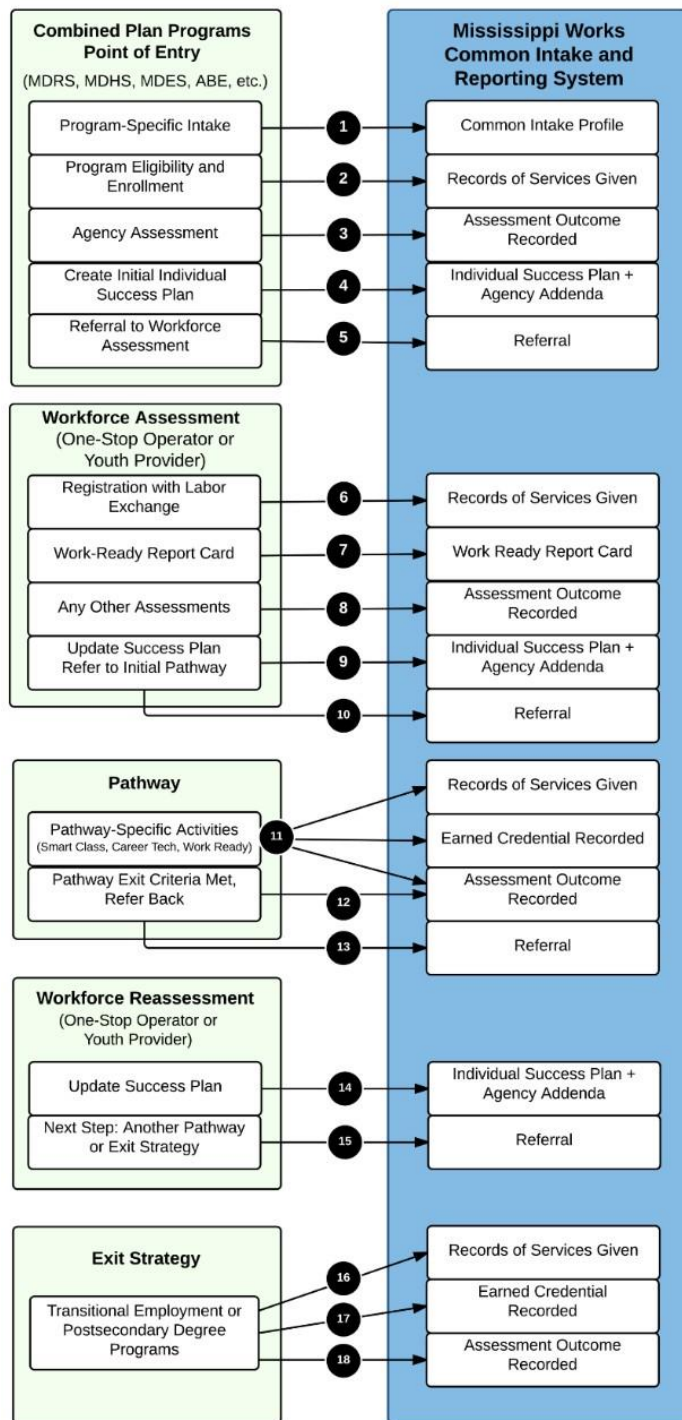 Combined Plan Programs
Point of Entry
(MDRS, MDHS, MDES, ABE, etc.)
Mississippi Works
Common Intake and
Reporting System
Program-Specific Intake
1
Common Intake Profile
Program Eligibility and
Enrollment
2
Records of Services Given
Agency Assessment
3
Assessment Outcome
Recorded
Create Initial Individual
Success Plan
4
Individual Success Plan +
Agency Addenda
Referral to Workforce
Assessment
5
Referral
Workforce Assessment
(One-Stop Operator or
Youth Provider)
Registration with Labor
Exchange
6
Records of Services Given
Work-Ready Report Card
7
Work Ready Report Card
Any Other Assessments
8
Assessment Outcome
Recorded
Update Success Plan
Refer to Initial Pathway
9
Individual Success Plan +
Agency Addenda
10
Referral
Pathway
Pathway-Specific Activities
(Smart Class, Career Tech, Work Ready)
11
Records of Services Given
Earned Credential Recorded
Pathway Exit Criteria Met,
Refer Back
12
Assessment Outcome
Recorded
13
Referral
Workforce Reassessment
(One-Stop Operator or
Youth Provider)
Update Success Plan
14
Individual Success Plan +
Agency Addenda
Next Step: Another Pathway
or Exit Strategy
15
Referral
Exit Strategy
Transitional Employment or
Postsecondary Degree
Programs
16
Records of Services Given
17
Earned Credential
Recorded
18
Assessment Outcome
Recorded